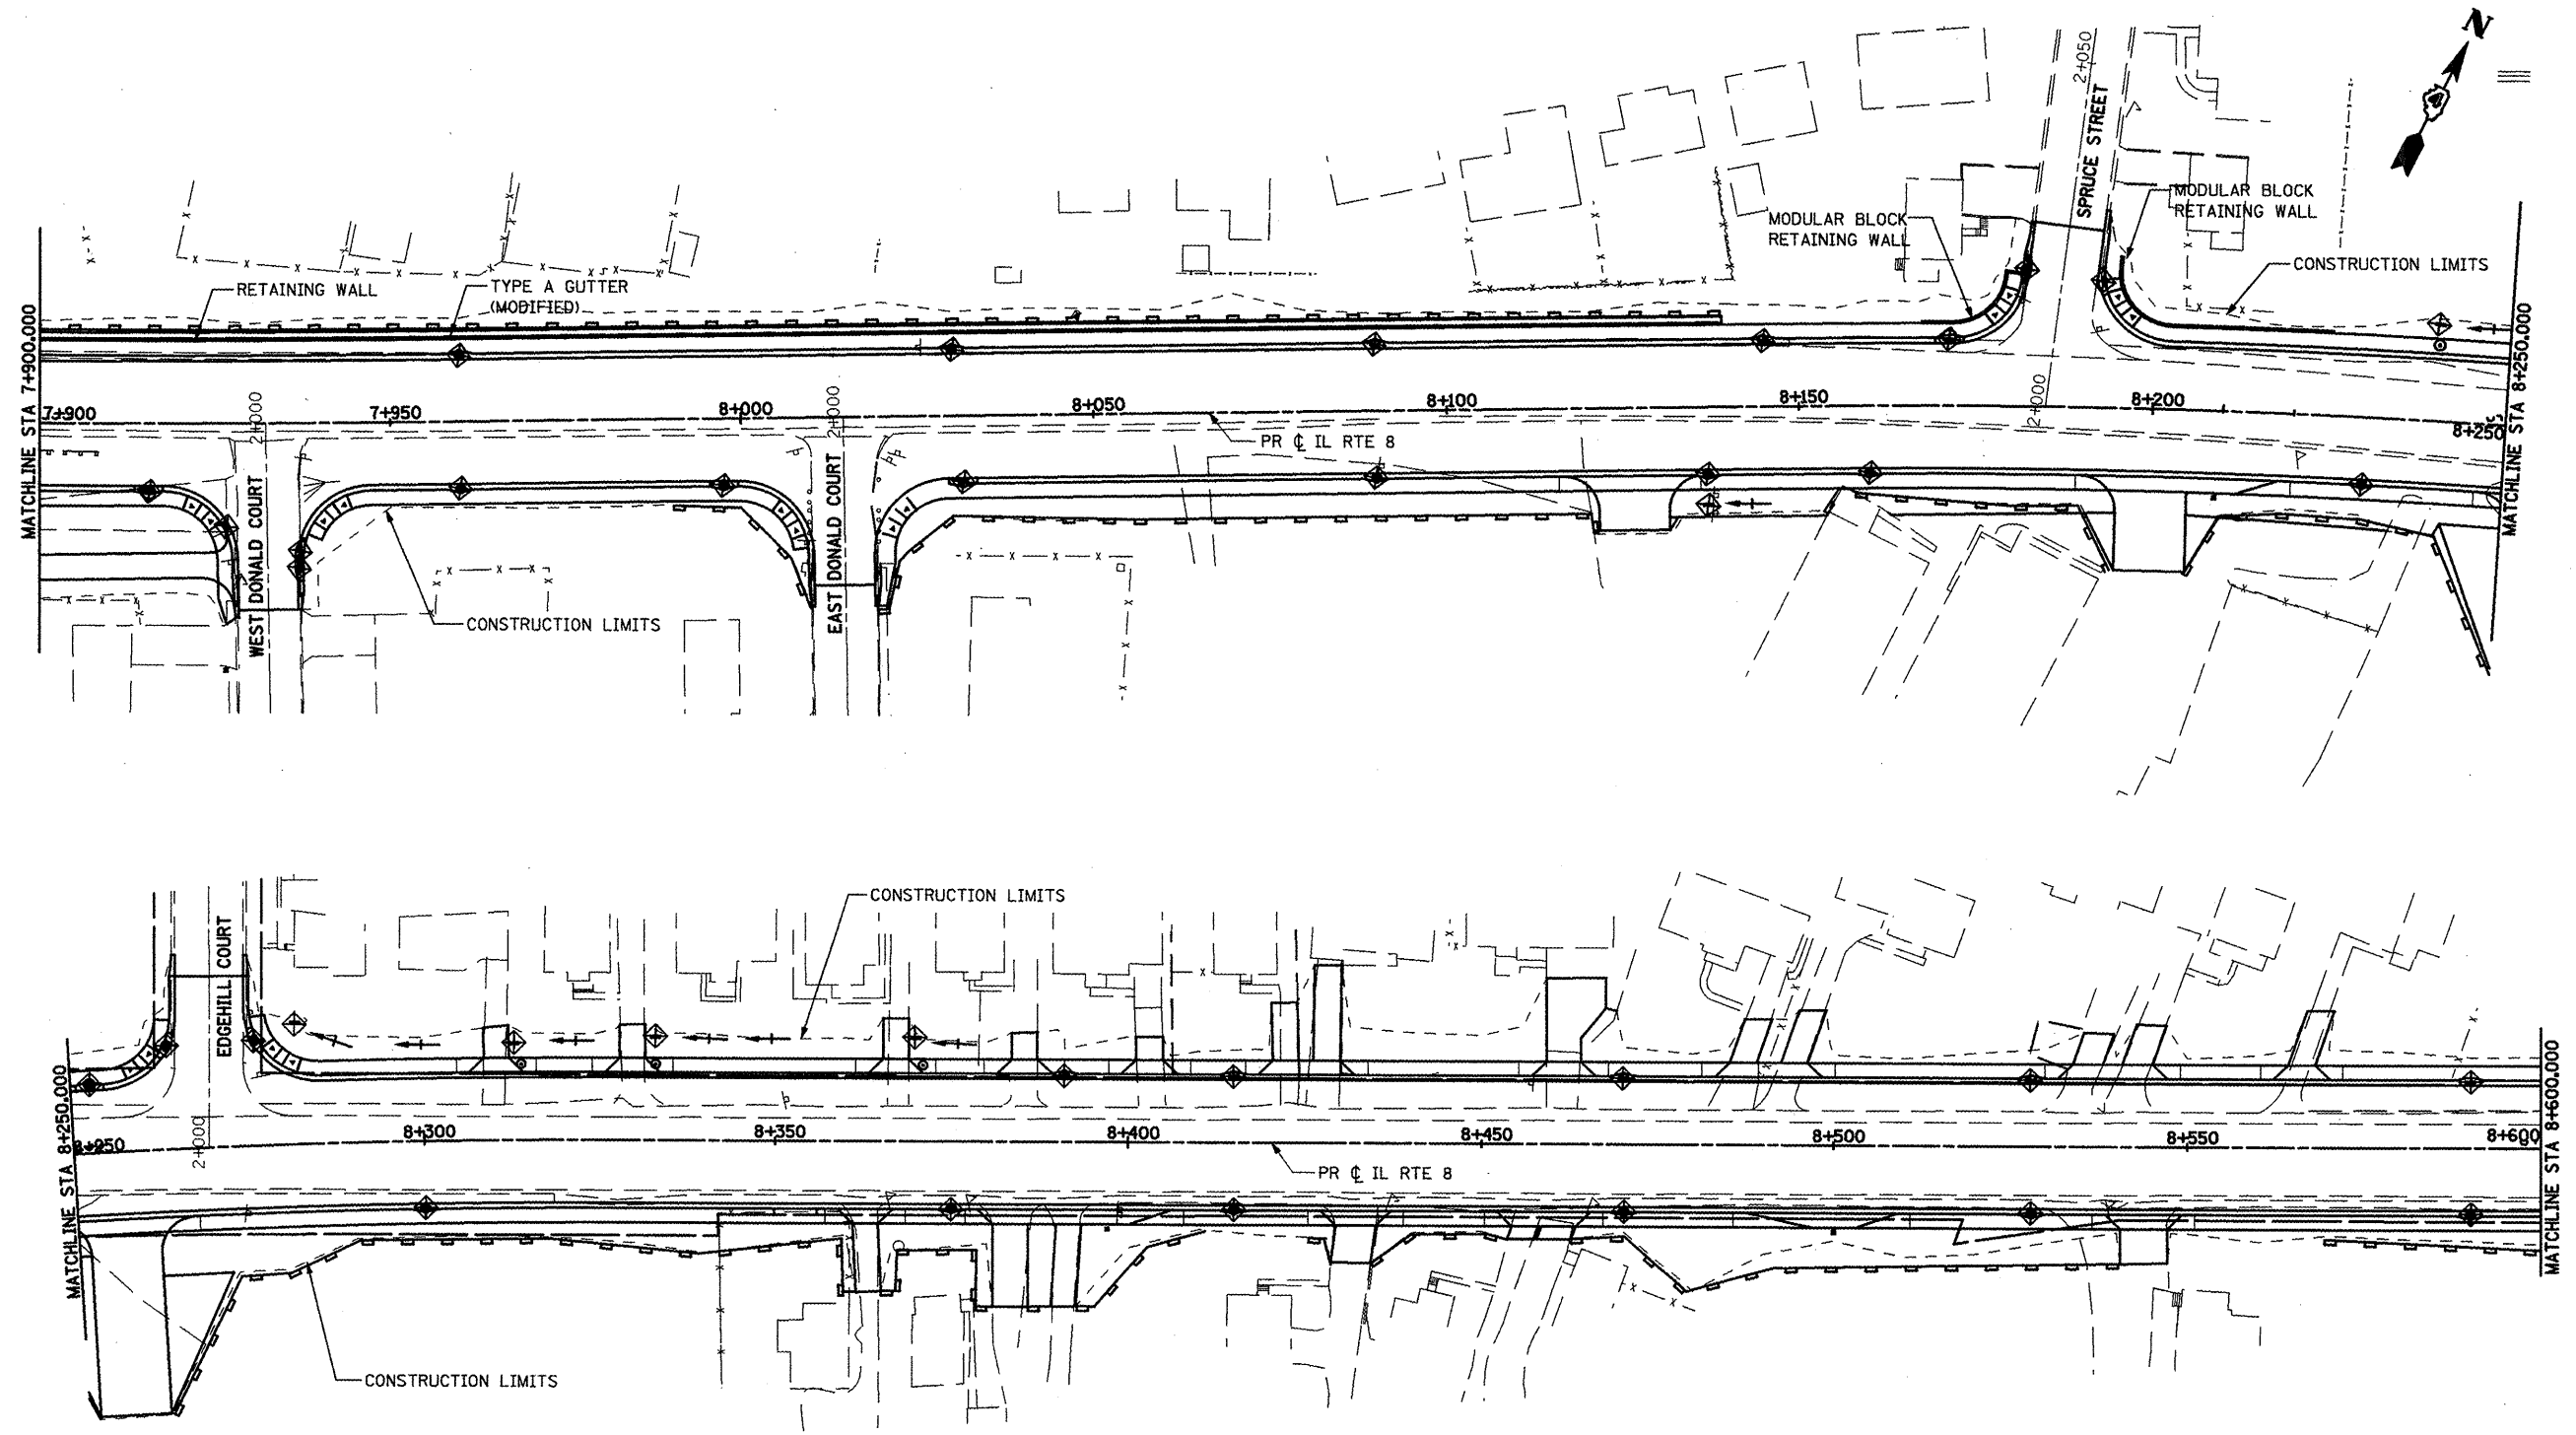 N
2+050
SPRUCE STREET
MODULAR BLOCK
RETAINING WALL
MODULAR BLOCK
RETAINING WALL
CONSTRUCTION LIMITS
RETAINING WALL
TYPE A GUTTER
(MODIFIED)
MATCHLINE STA 7+900.000
7+900
2+000
7+950
8+000
2+000
8+050
8+100
8+150
2+000
8+200
8+250
MATCHLINE STA 8+250.000
PR ℄ IL RTE 8
WEST DONALD COURT
EAST DONALD COURT
CONSTRUCTION LIMITS
CONSTRUCTION LIMITS
EDGEHILL COURT
MATCHLINE STA 8+250.000
8+250
2+000
8+300
8+350
8+400
8+450
8+500
8+550
8+600
MATCHLINE STA 8+600.000
PR ℄ IL RTE 8
CONSTRUCTION LIMITS